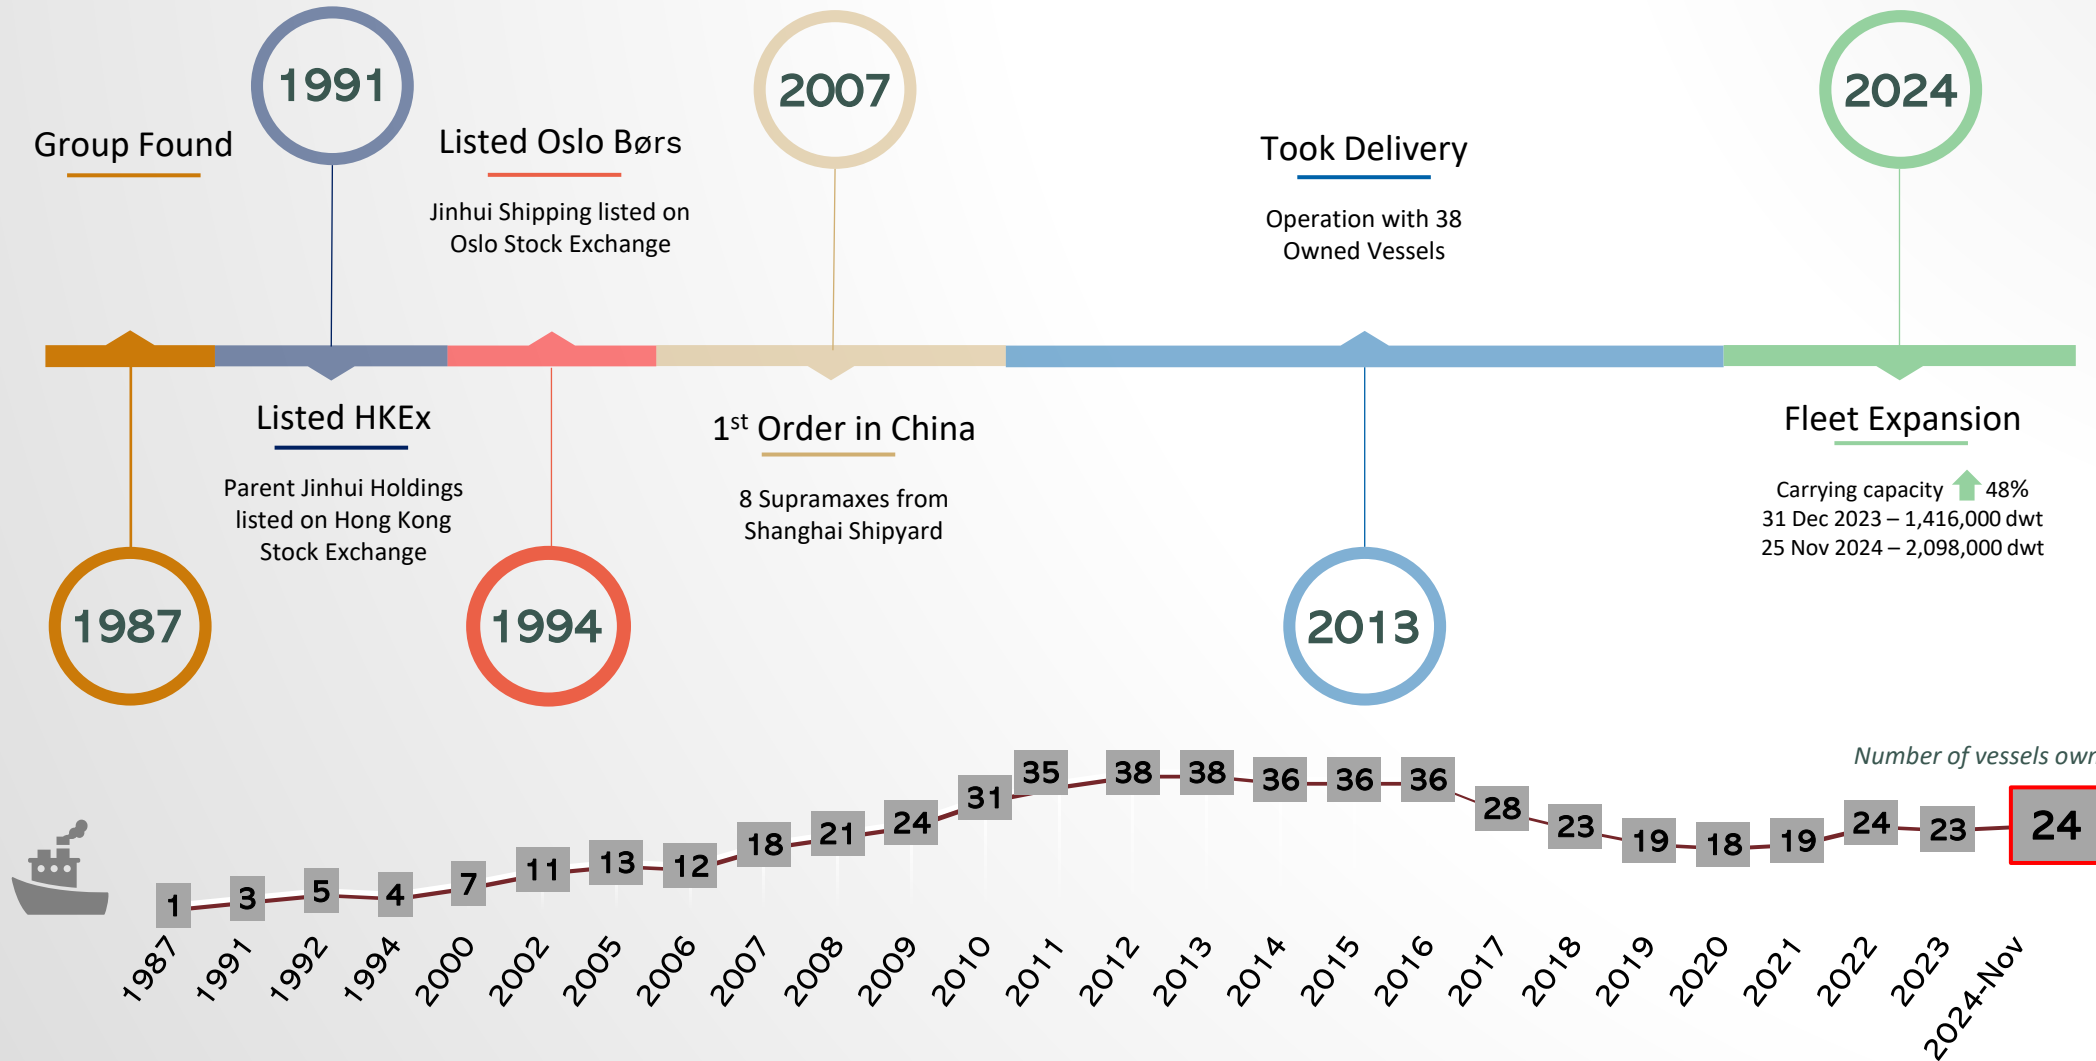 1991
2007
2024
Group Found
Listed Oslo Børs
Jinhui Shipping listed on
Oslo Stock Exchange
Took Delivery
Operation with 38
Owned Vessels
Listed HKEx
Parent Jinhui Holdings
listed on Hong Kong
Stock Exchange
1st Order in China
8 Supramaxes from
Shanghai Shipyard
Fleet Expansion
Carrying capacity 48%
31 Dec 2023 – 1,416,000 dwt
25 Nov 2024 – 2,098,000 dwt
1987
1994
2013
Number of vessels own
1 3 5 4 7 11 13 12 18 21 24 31 35 38 38 36 36 36 28 23 19 18 19 24 23 24
1987 1991 1992 1994 2000 2002 2005 2006 2007 2008 2009 2010 2011 2012 2013 2014 2015 2016 2017 2018 2019 2020 2021 2022 2023 2024-Nov